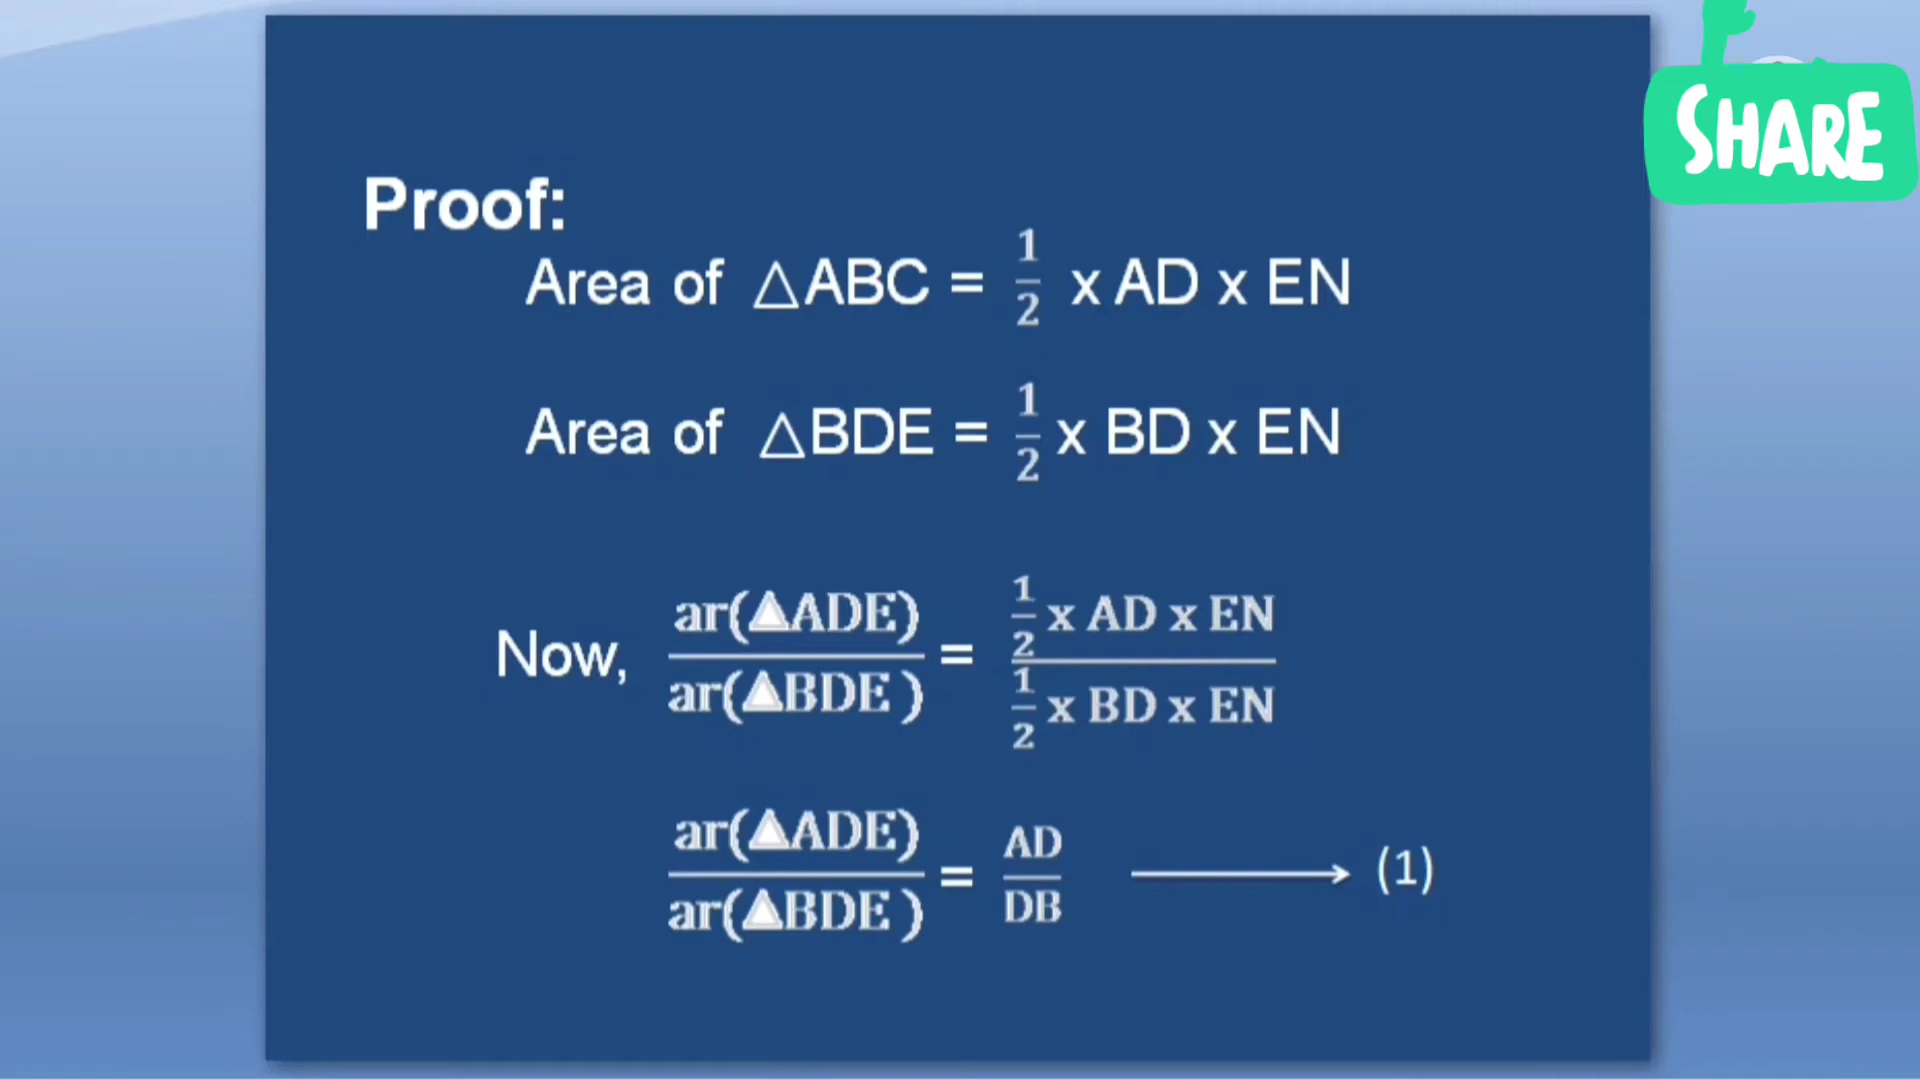 SHARE
Proof:
Area of △ABC = 1/2 x AD x EN
Area of △BDE = 1/2 x BD x EN
Now, ar(△ADE)/ar(△BDE ) = (1/2 x AD x EN)/(1/2 x BD x EN)
ar(△ADE)/ar(△BDE ) = AD/DB ⟶ (1)